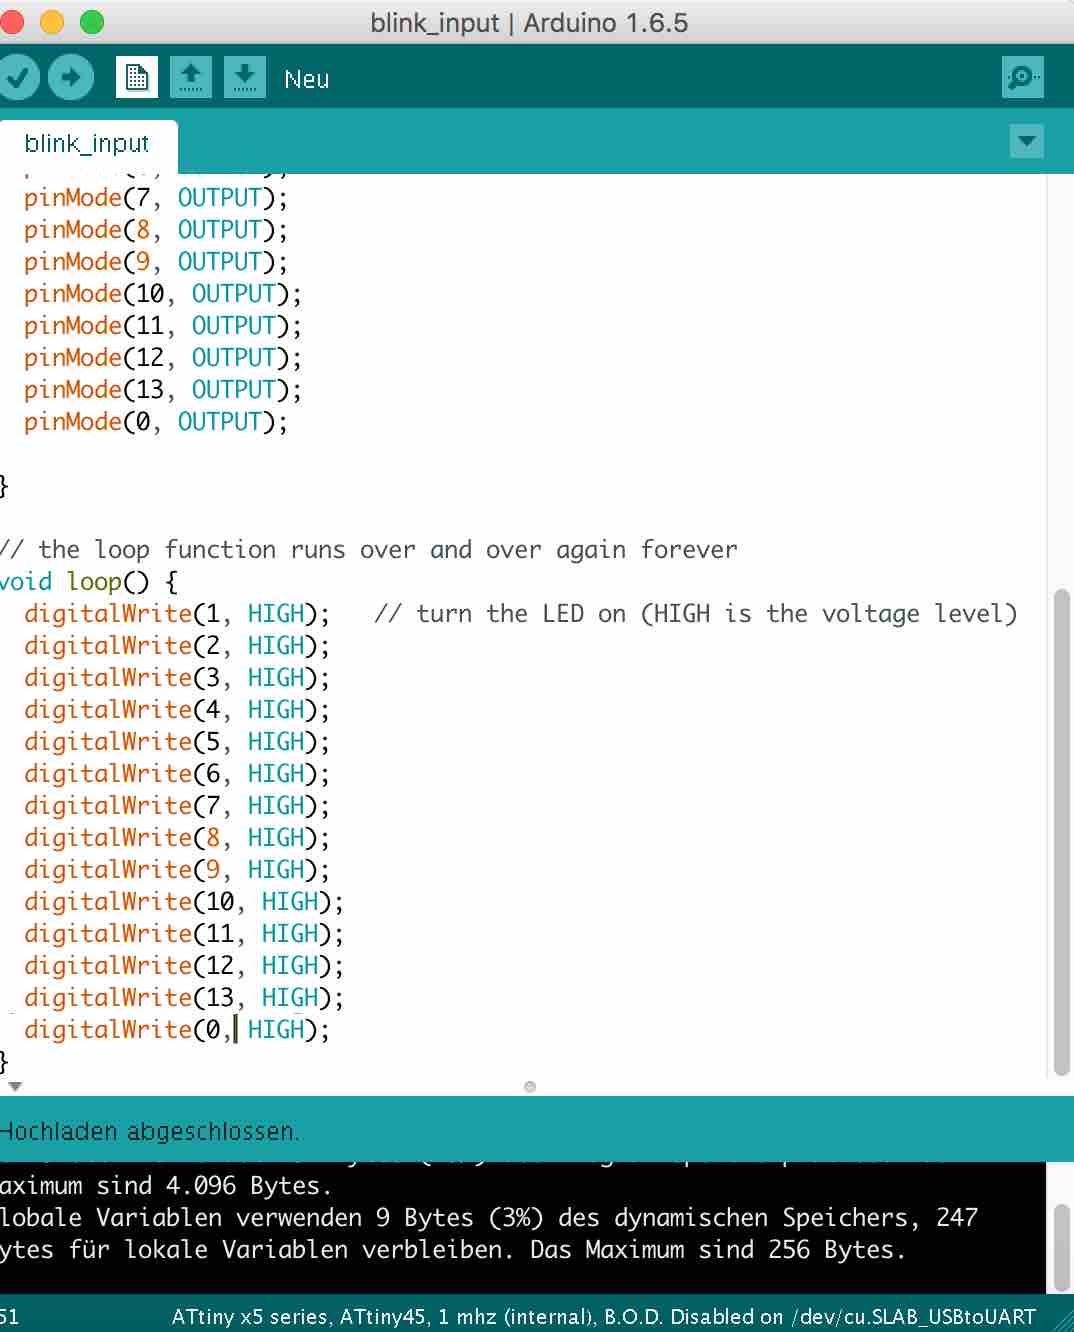 blink_input | Arduino 1.6.5
Neu
blink_input
pinMode(7, OUTPUT);
pinMode(8, OUTPUT);
pinMode(9, OUTPUT);
pinMode(10, OUTPUT);
pinMode(11, OUTPUT);
pinMode(12, OUTPUT);
pinMode(13, OUTPUT);
pinMode(0, OUTPUT);
}
// the loop function runs over and over again forever
void loop() {
digitalWrite(1, HIGH);   // turn the LED on (HIGH is the voltage level)
digitalWrite(2, HIGH);
digitalWrite(3, HIGH);
digitalWrite(4, HIGH);
digitalWrite(5, HIGH);
digitalWrite(6, HIGH);
digitalWrite(7, HIGH);
digitalWrite(8, HIGH);
digitalWrite(9, HIGH);
digitalWrite(10, HIGH);
digitalWrite(11, HIGH);
digitalWrite(12, HIGH);
digitalWrite(13, HIGH);
digitalWrite(0, HIGH);
}
Hochladen abgeschlossen.
aximum sind 4.096 Bytes.
lobale Variablen verwenden 9 Bytes (3%) des dynamischen Speichers, 247
ytes für lokale Variablen verbleiben. Das Maximum sind 256 Bytes.
51 ATtiny x5 series, ATtiny45, 1 mhz (internal), B.O.D. Disabled on /dev/cu.SLAB_USBtoUART